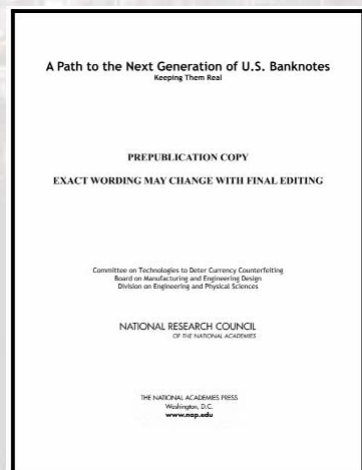 A Path to the Next Generation of U.S. Banknotes
Keeping Them Real
PREPUBLICATION COPY
EXACT WORDING MAY CHANGE WITH FINAL EDITING
Committee on Technologies to Deter Currency Counterfeiting
Board on Manufacturing and Engineering Design
Division on Engineering and Physical Sciences
NATIONAL RESEARCH COUNCIL
OF THE NATIONAL ACADEMIES
THE NATIONAL ACADEMIES PRESS
Washington, D.C.
www.nap.edu